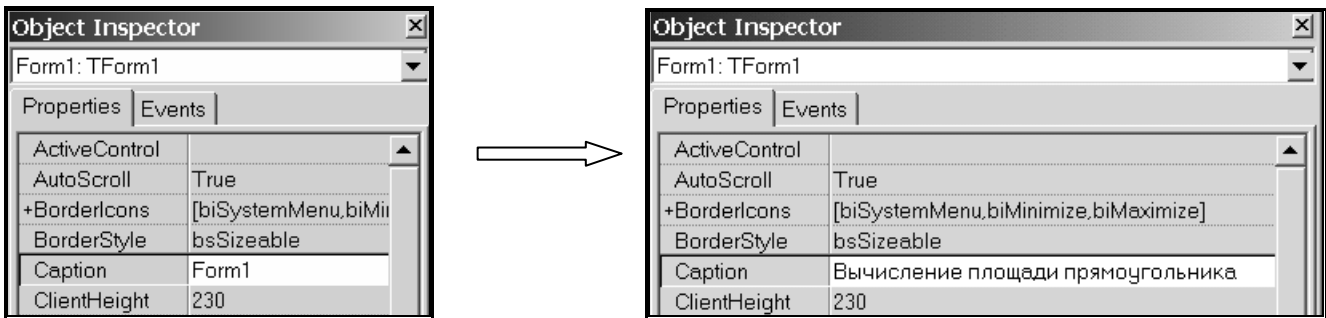 Object Inspector
Form1: TForm1
Properties Events
ActiveControl
AutoScroll True
+BorderIcons [biSystemMenu,biMin
BorderStyle bsSizeable
Caption Form1
ClientHeight 230
Object Inspector
Form1: TForm1
Properties Events
ActiveControl
AutoScroll True
+BorderIcons [biSystemMenu,biMinimize,biMaximize]
BorderStyle bsSizeable
Caption Вычисление площади прямоугольника
ClientHeight 230